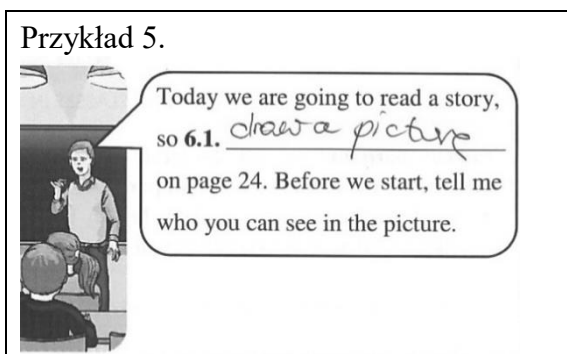 Przykład 5.
Today we are going to read a story,
so 6.1. draw a picture
on page 24. Before we start, tell me
who you can see in the picture.